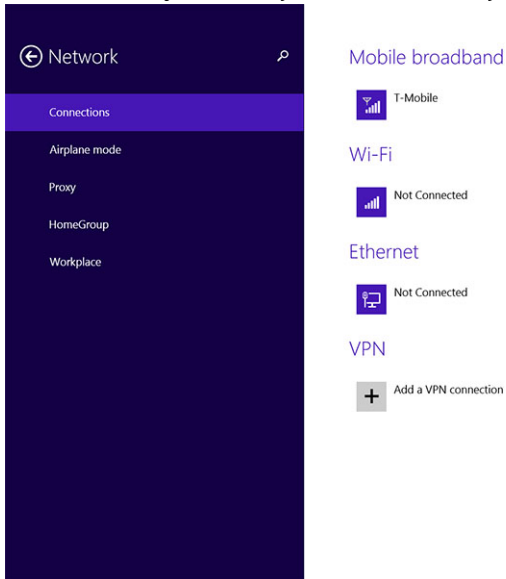 Network
Connections
Airplane mode
Proxy
HomeGroup
Workplace
Mobile broadband
T-Mobile
Wi-Fi
Not Connected
Ethernet
Not Connected
VPN
Add a VPN connection